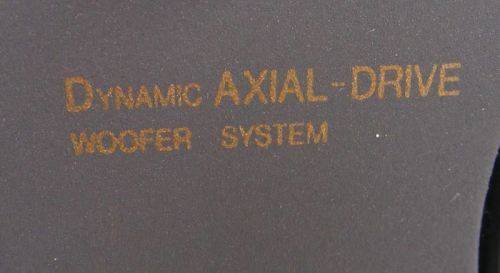 DYNAMIC AXIAL-DRIVE
WOOFER SYSTEM